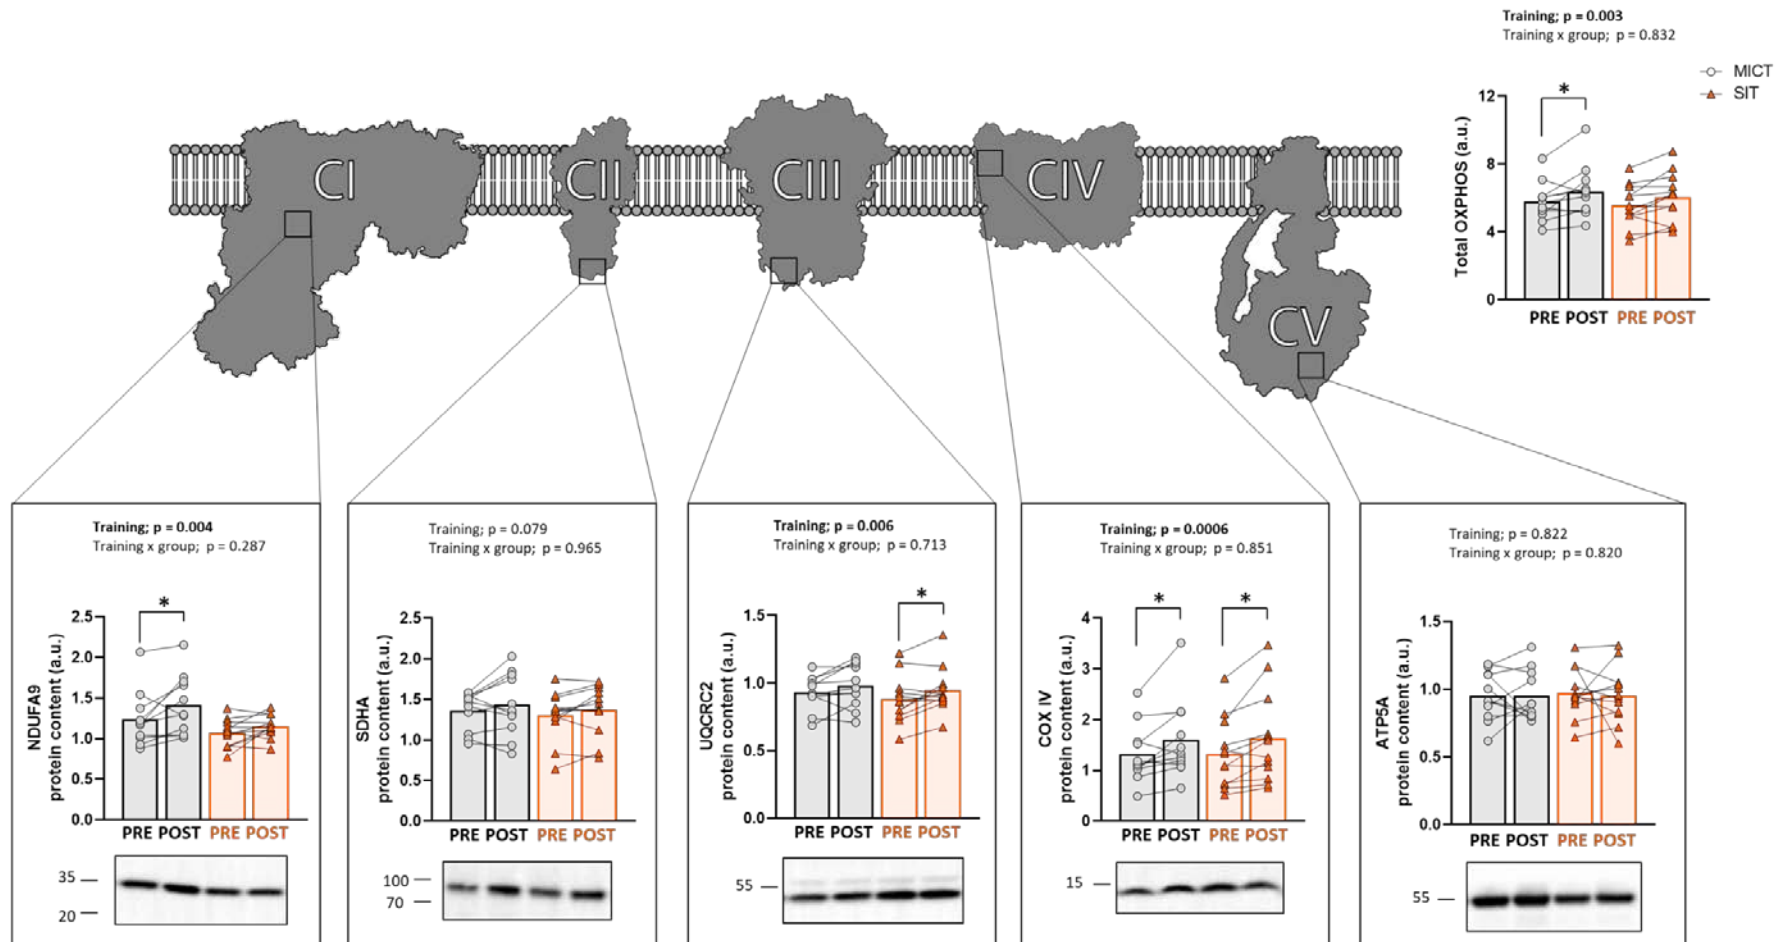 Training; p = 0.003
Training x group; p = 0.832
MICT
SIT
Total OXPHOS (a.u.)
12
8
4
0
PRE POST PRE POST
CI
CII
CIII
CIV
CV
Training; p = 0.004
Training x group; p = 0.287
*
NDUFA9
protein content (a.u.)
2.5
2.0
1.5
1.0
0.5
0.0
PRE POST PRE POST
35
20
Training; p = 0.079
Training x group; p = 0.965
SDHA
protein content (a.u.)
2.5
2.0
1.5
1.0
0.5
0.0
PRE POST PRE POST
100
70
Training; p = 0.006
Training x group; p = 0.713
*
UQCRC2
protein content (a.u.)
1.5
1.0
0.5
0.0
PRE POST PRE POST
55
Training; p = 0.0006
Training x group; p = 0.851
* *
COX IV
protein content (a.u.)
4
3
2
1
0
PRE POST PRE POST
15
Training; p = 0.822
Training x group; p = 0.820
ATP5A
protein content (a.u.)
1.5
1.0
0.5
0.0
PRE POST PRE POST
55
*